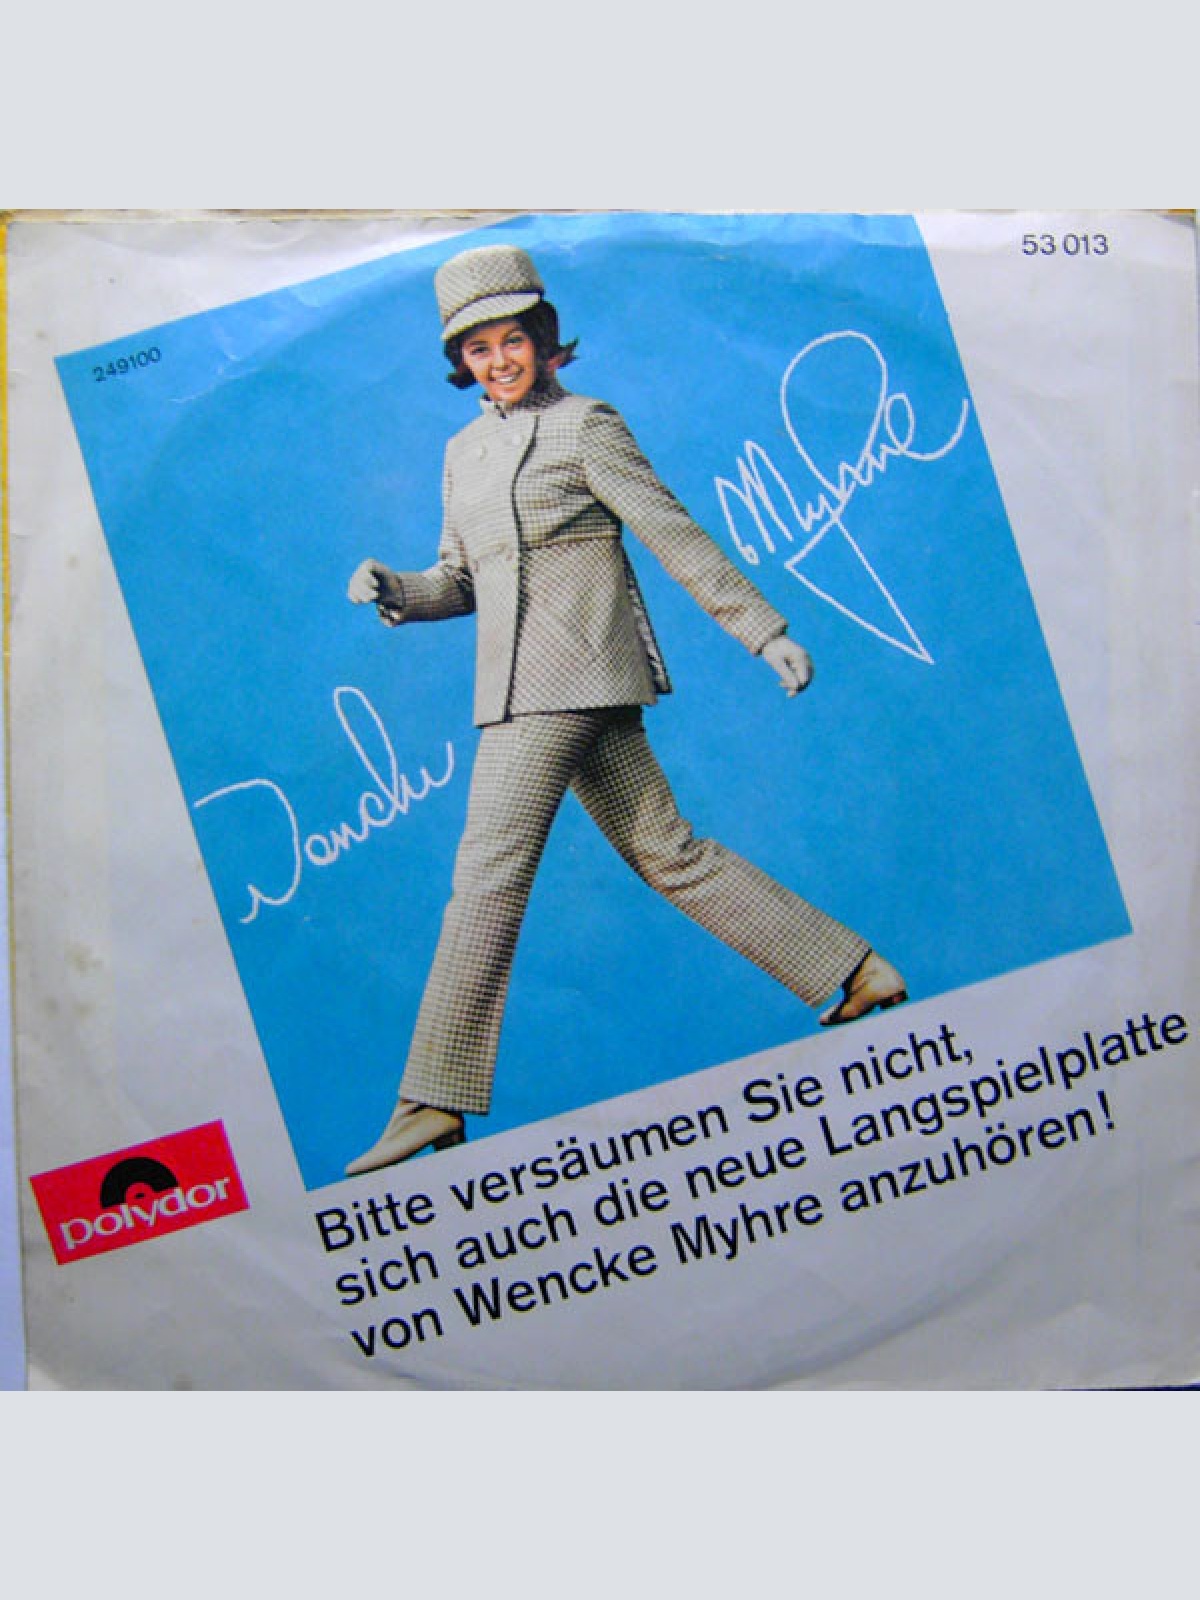 53 013
249100
Myhre
Wencke
polydor
Bitte versäumen Sie nicht,
sich auch die neue Langspielplatte
von Wencke Myhre anzuhören!